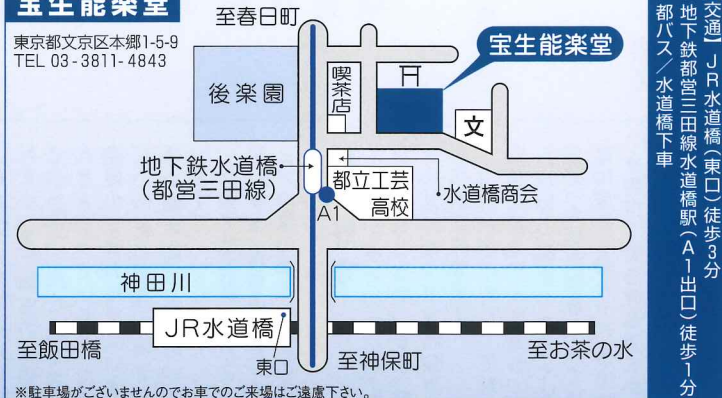 宝生能楽堂
東京都文京区本郷1-5-9
TEL 03-3811-4843
至春日町
後楽園
喫茶店
宝生能楽堂
文
地下鉄水道橋
(都営三田線)
都立工芸
高校
水道橋商会
A1
神田川
JR水道橋
至飯田橋
東口
至神保町
至お茶の水
※駐車場がございませんのでお車でのご来場はご遠慮下さい。
交通】JR水道橋(東口)徒歩3分
地下鉄都営三田線水道橋駅(A1出口)徒歩1分
都バス/水道橋下車